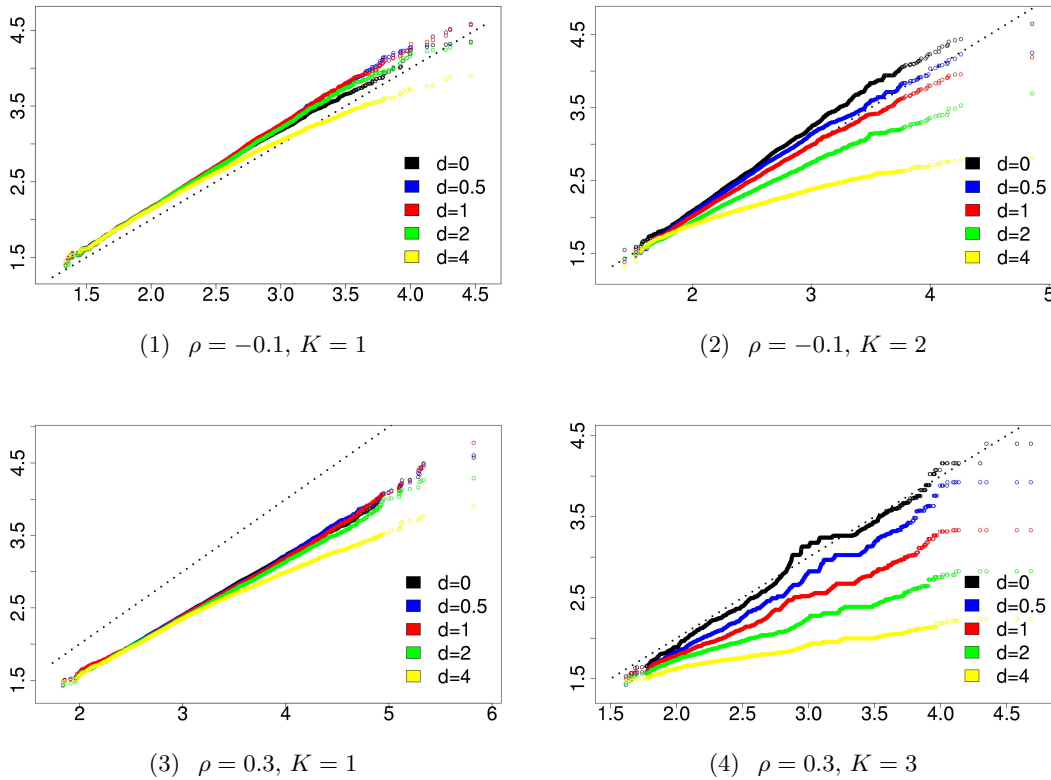 4.5
3.5
2.5
1.5
d=0
d=0.5
d=1
d=2
d=4
1.5 2.0 2.5 3.0 3.5 4.0 4.5
(1) ρ = −0.1, K = 1
4.5
3.5
2.5
1.5
d=0
d=0.5
d=1
d=2
d=4
2 3 4 5
(2) ρ = −0.1, K = 2
4.5
3.5
2.5
1.5
d=0
d=0.5
d=1
d=2
d=4
2 3 4 5 6
(3) ρ = 0.3, K = 1
4.5
3.5
2.5
1.5
d=0
d=0.5
d=1
d=2
d=4
1.5 2.0 2.5 3.0 3.5 4.0 4.5
(4) ρ = 0.3, K = 3